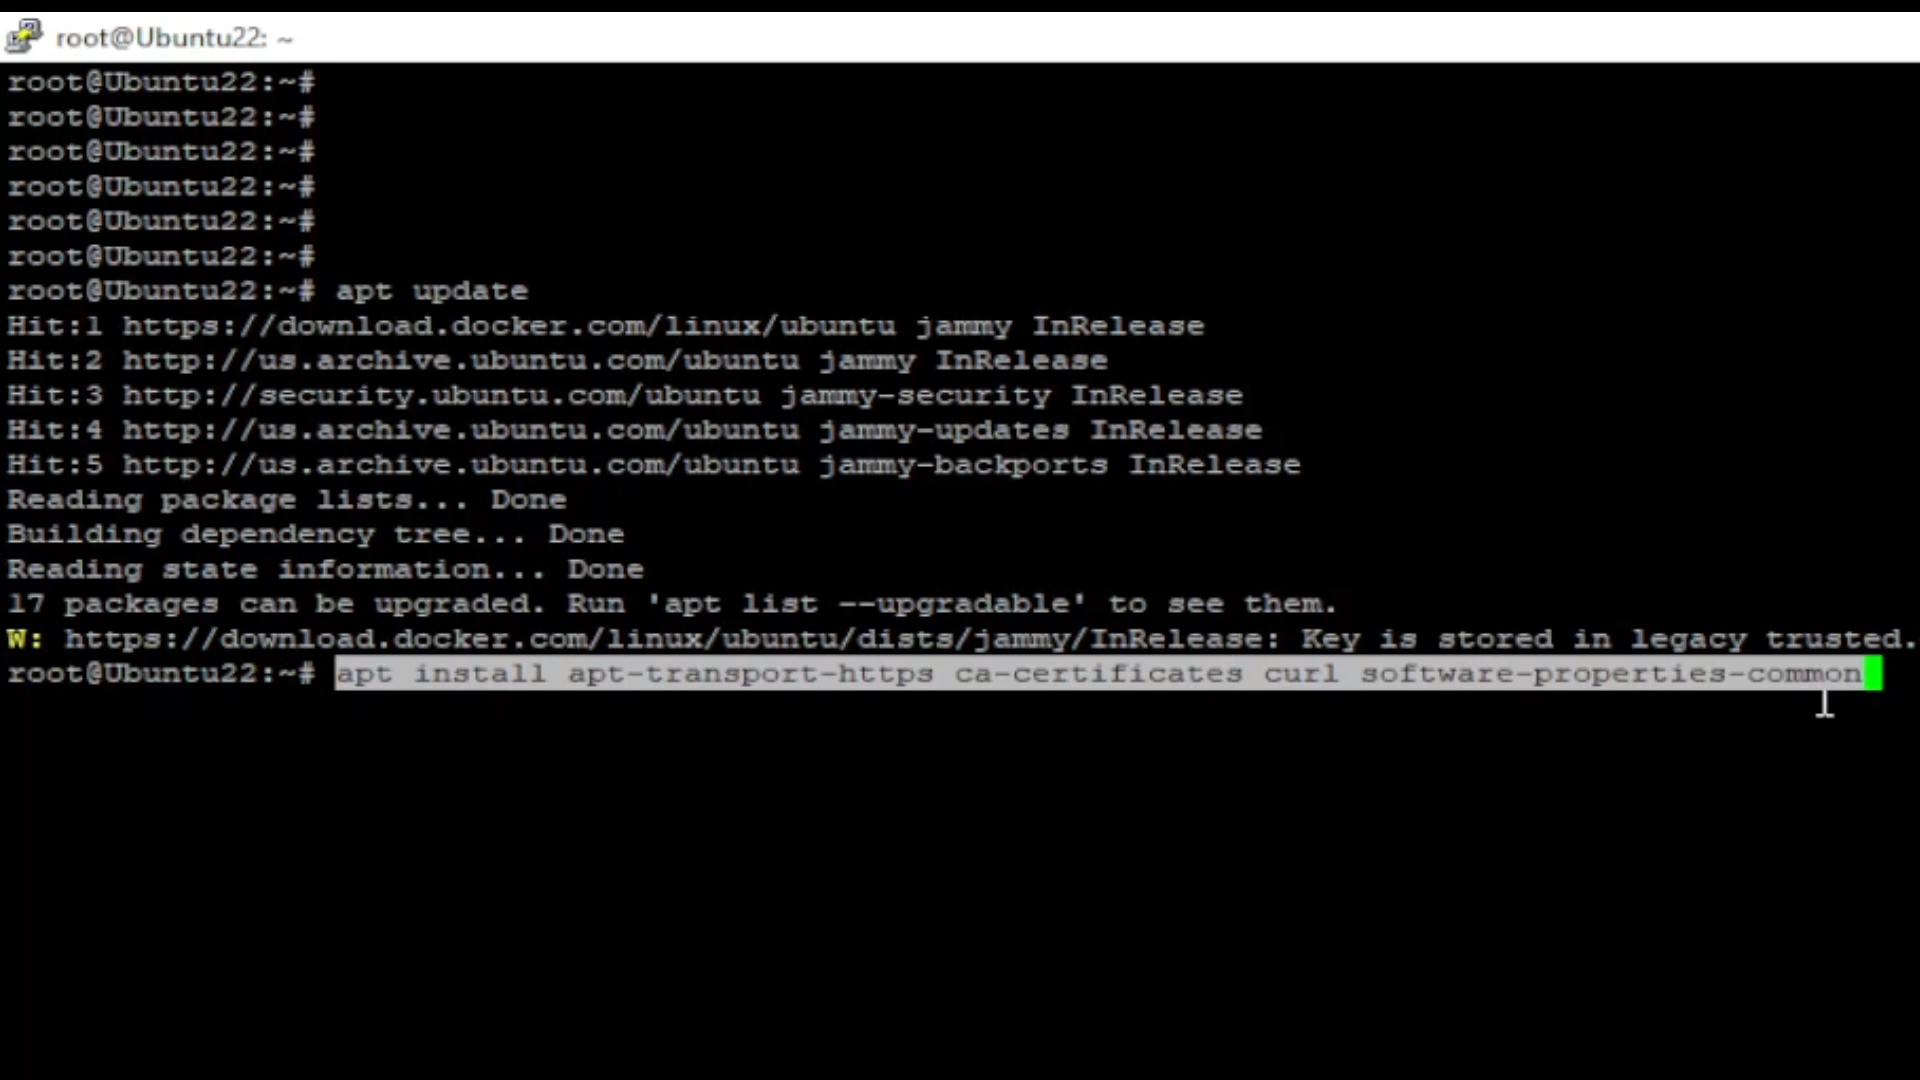 root@Ubuntu22: ~
root@Ubuntu22:~#
root@Ubuntu22:~#
root@Ubuntu22:~#
root@Ubuntu22:~#
root@Ubuntu22:~#
root@Ubuntu22:~#
root@Ubuntu22:~# apt update
Hit:1 https://download.docker.com/linux/ubuntu jammy InRelease
Hit:2 http://us.archive.ubuntu.com/ubuntu jammy InRelease
Hit:3 http://security.ubuntu.com/ubuntu jammy-security InRelease
Hit:4 http://us.archive.ubuntu.com/ubuntu jammy-updates InRelease
Hit:5 http://us.archive.ubuntu.com/ubuntu jammy-backports InRelease
Reading package lists... Done
Building dependency tree... Done
Reading state information... Done
17 packages can be upgraded. Run 'apt list --upgradable' to see them.
W: https://download.docker.com/linux/ubuntu/dists/jammy/InRelease: Key is stored in legacy trusted.
root@Ubuntu22:~# apt install apt-transport-https ca-certificates curl software-properties-common